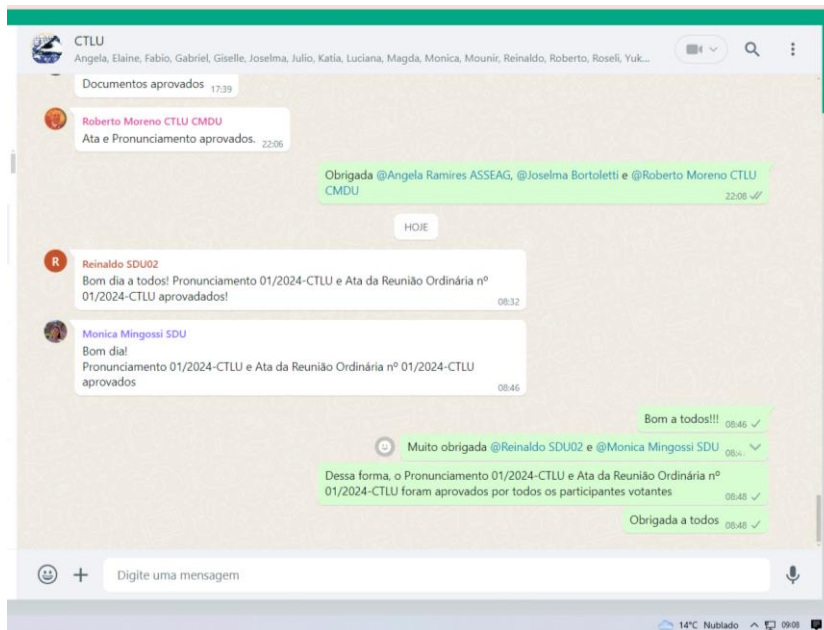 CTLU
Angela, Elaine, Fabio, Gabriel, Giselle, Joselma, Julio, Katia, Luciana, Magda, Monica, Mounir, Reinaldo, Roberto, Roseli, Yuk...
Documentos aprovados 17:39
Roberto Moreno CTLU CMDU
Ata e Pronunciamento aprovados. 22:06
Obrigada @Angela Ramires ASSEAG, @Joselma Bortoletti e @Roberto Moreno CTLU
CMDU
22:08
HOJE
R
Reinaldo SDU02
Bom dia a todos! Pronunciamento 01/2024-CTLU e Ata da Reunião Ordinária nº
01/2024-CTLU aprovadados!
08:32
Monica Mingossi SDU
Bom dia!
Pronunciamento 01/2024-CTLU e Ata da Reunião Ordinária nº 01/2024-CTLU
aprovados
08:46
Bom a todos!!! 08:46
Muito obrigada @Reinaldo SDU02 e @Monica Mingossi SDU
Dessa forma, o Pronunciamento 01/2024-CTLU e Ata da Reunião Ordinária nº
01/2024-CTLU foram aprovados por todos os participantes votantes
08:48
Obrigada a todos 08:48
Digite uma mensagem
14°C Nublado 09:08